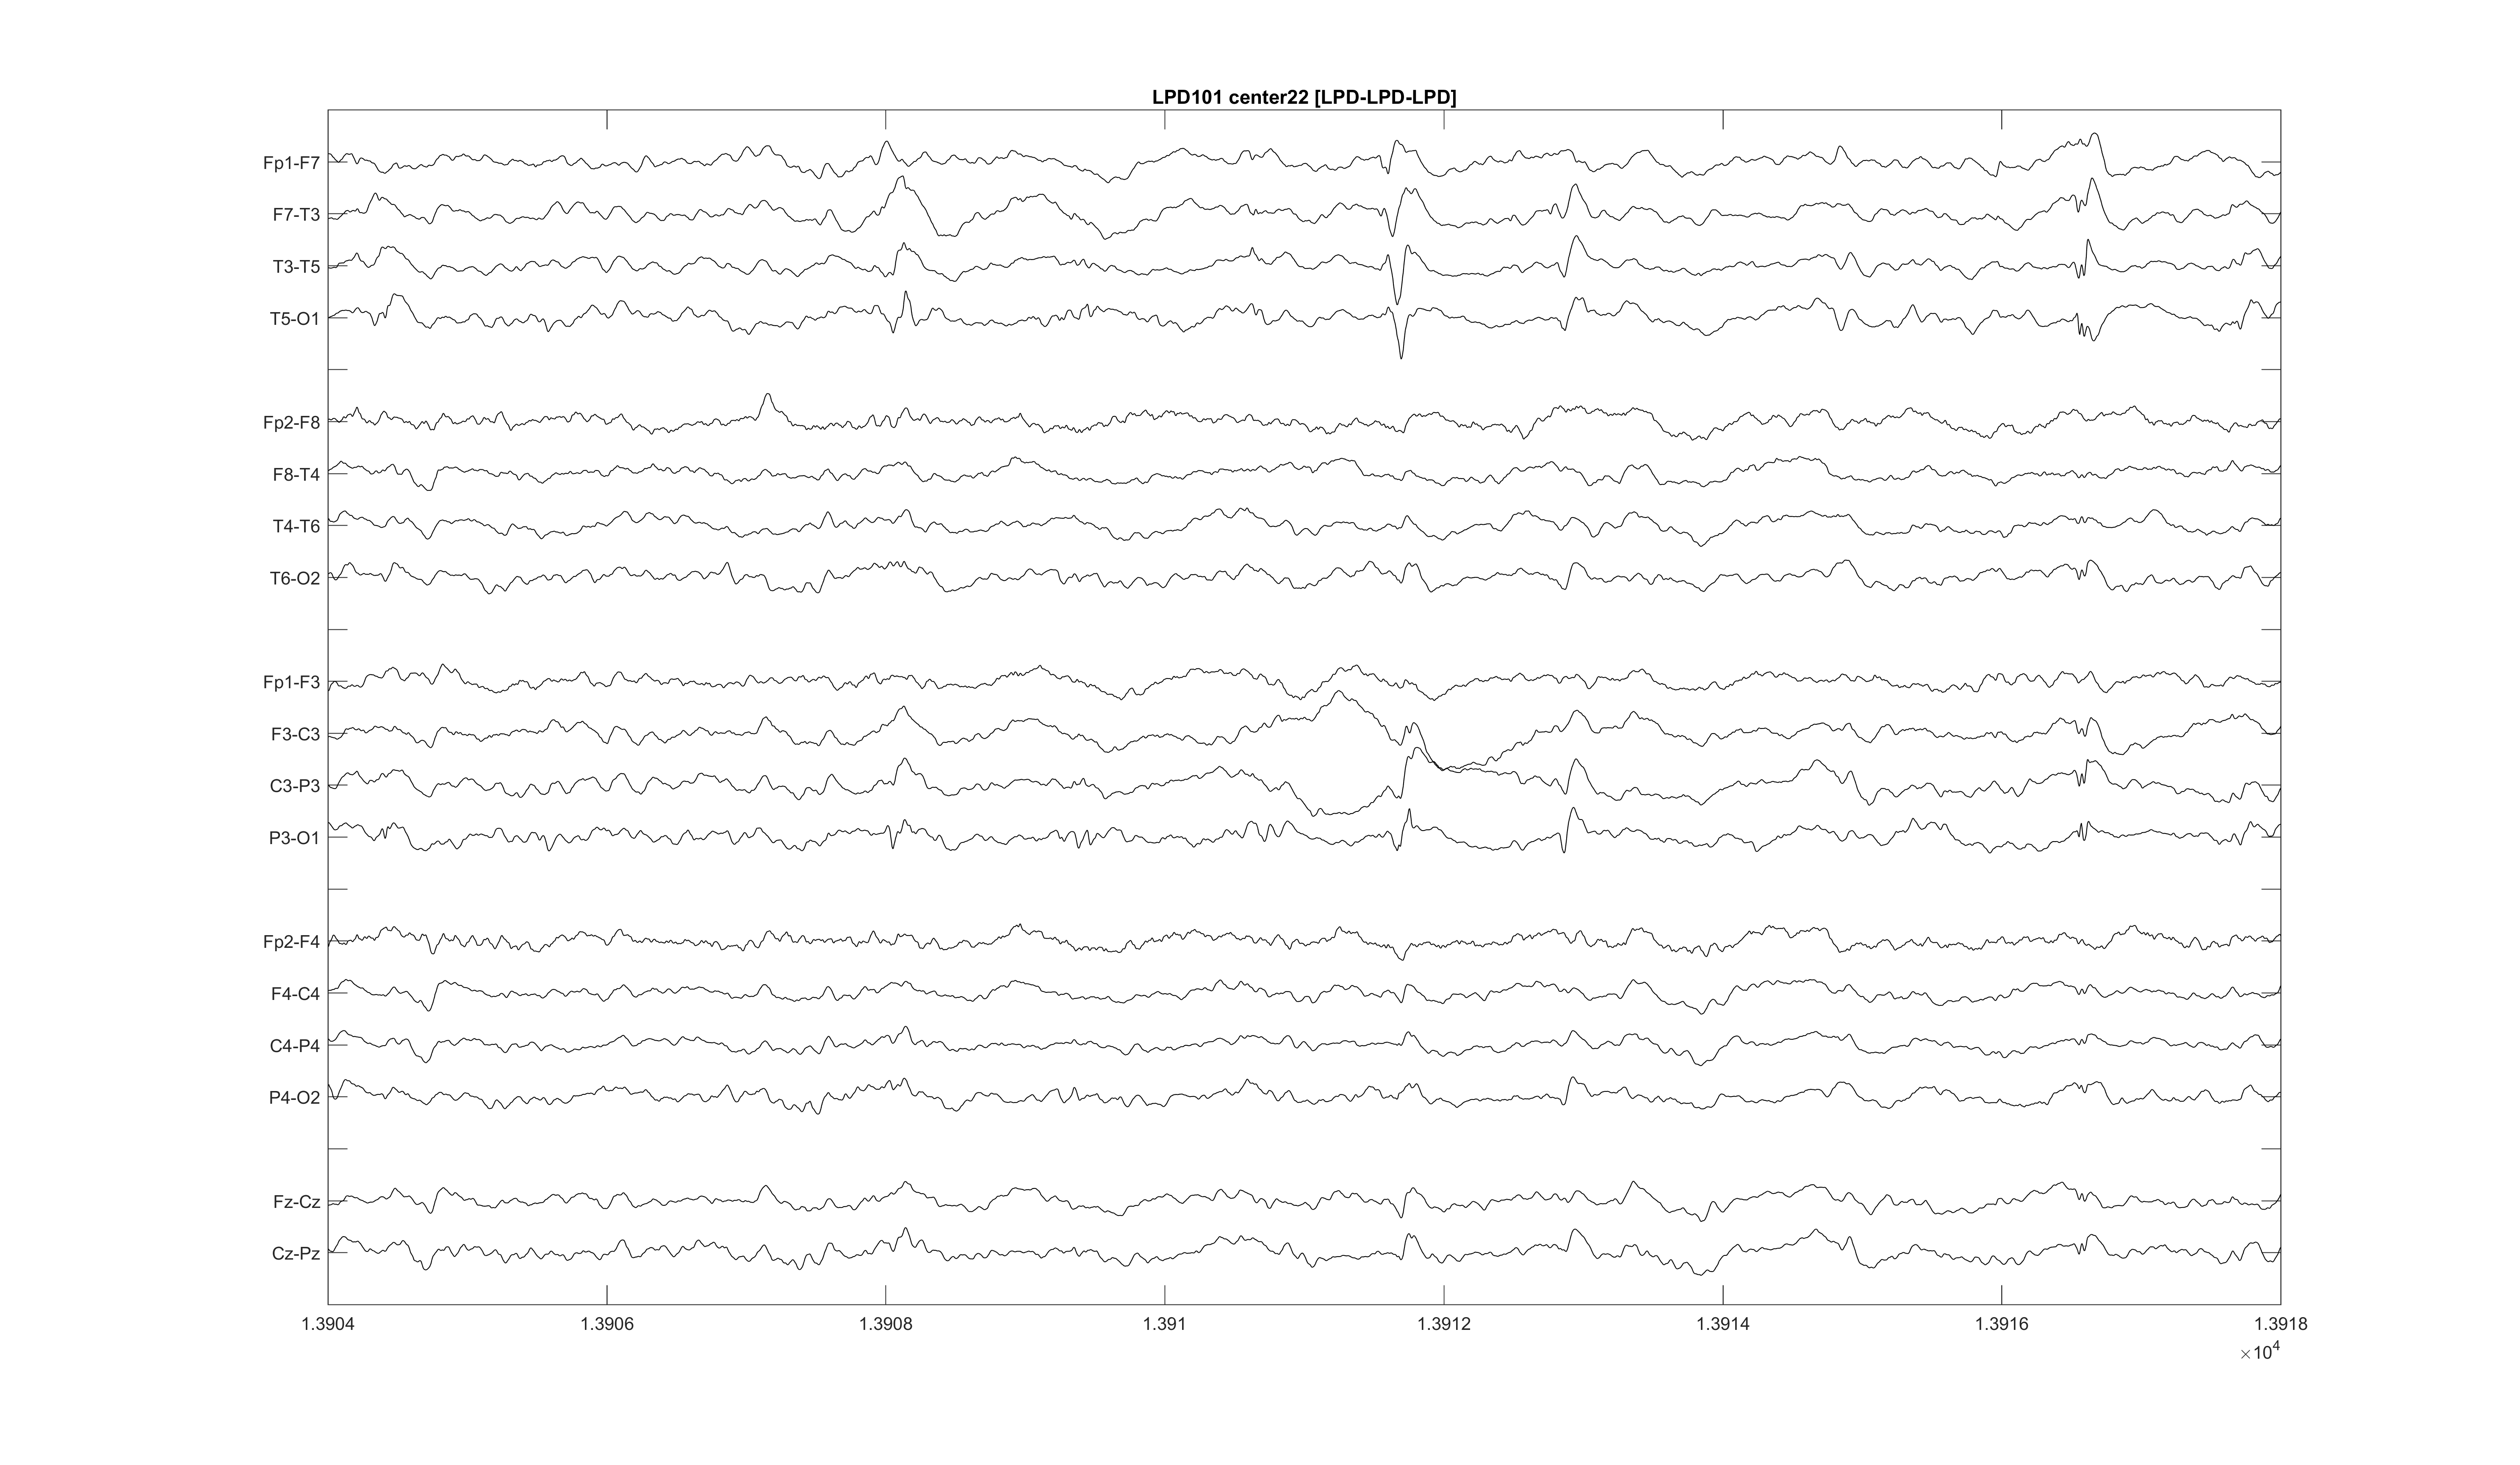 LPD101 center22 [LPD-LPD-LPD]
Fp1-F7
F7-T3
T3-T5
T5-O1
Fp2-F8
F8-T4
T4-T6
T6-O2
Fp1-F3
F3-C3
C3-P3
P3-O1
Fp2-F4
F4-C4
C4-P4
P4-O2
Fz-Cz
Cz-Pz
1.3904 1.3906 1.3908 1.391 1.3912 1.3914 1.3916 1.3918
×10⁴